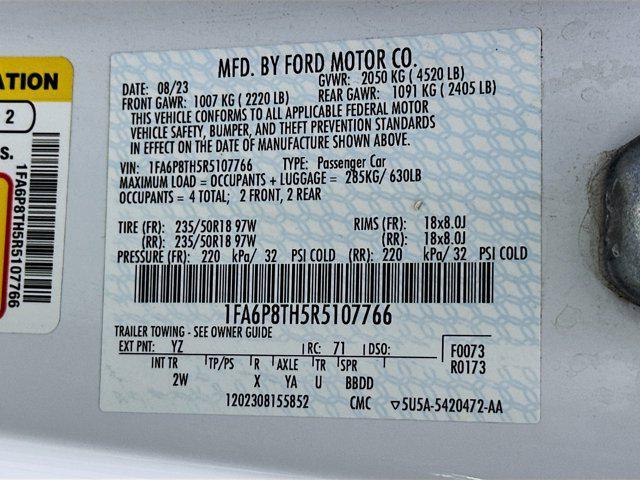 ATION
2
S.
1FA6P8TH5R5107766
MFD. BY FORD MOTOR CO.
DATE: 08/23 GVWR: 2050 KG ( 4520 LB)
FRONT GAWR: 1007 KG ( 2220 LB) REAR GAWR: 1091 KG ( 2405 LB)
THIS VEHICLE CONFORMS TO ALL APPLICABLE FEDERAL MOTOR
VEHICLE SAFETY, BUMPER, AND THEFT PREVENTION STANDARDS
IN EFFECT ON THE DATE OF MANUFACTURE SHOWN ABOVE.
VIN: 1FA6P8TH5R5107766 TYPE: Passenger Car
MAXIMUM LOAD = OCCUPANTS + LUGGAGE = 285KG/ 630LB
OCCUPANTS = 4 TOTAL; 2 FRONT, 2 REAR
TIRE (FR): 235/50R18 97W RIMS (FR): 18x8.0J
(RR): 235/50R18 97W (RR): 18x8.0J
PRESSURE (FR): 220 kPa/ 32 PSI COLD (RR): 220 kPa/ 32 PSI COLD
1FA6P8TH5R5107766
TRAILER TOWING - SEE OWNER GUIDE
EXT PNT: YZ RC: 71 DSO: F0073
INT TR TP/PS R AXLE TR SPR R0173
2W X YA U BBDD
1202308155852 CMC ▽5U5A-5420472-AA